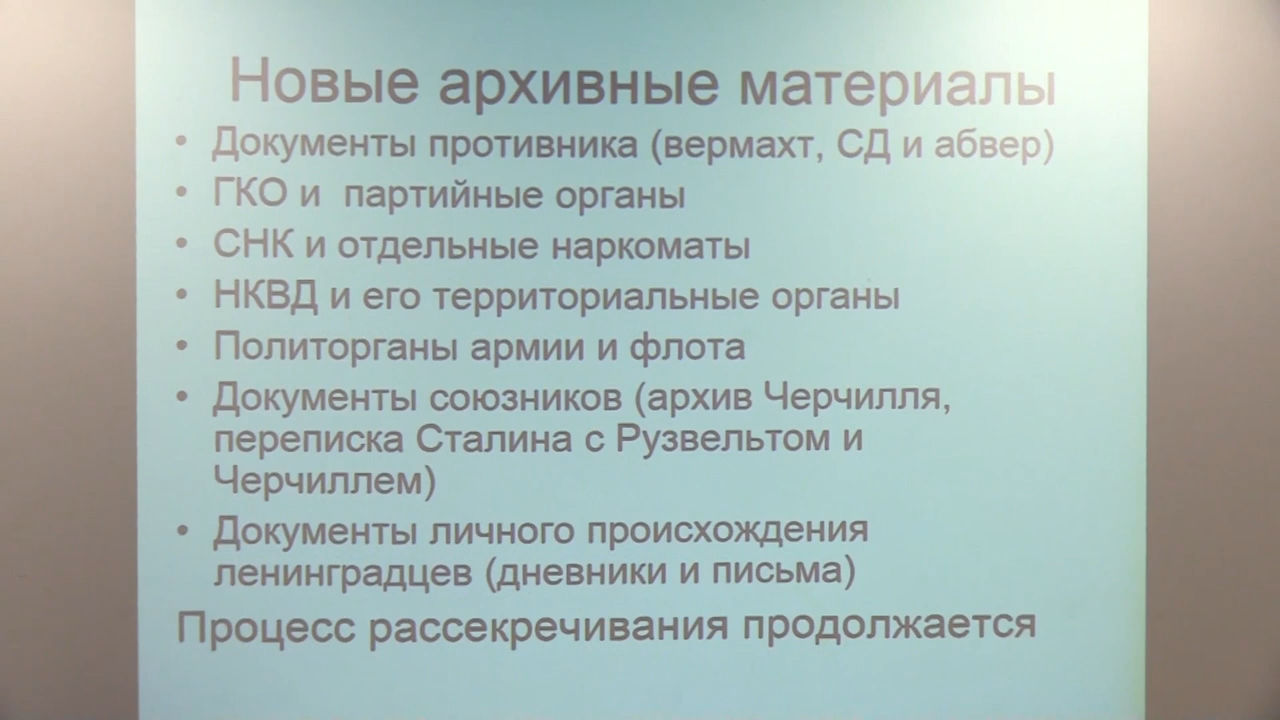 Новые архивные материалы
• Документы противника (вермахт, СД и абвер)
• ГКО и партийные органы
• СНК и отдельные наркоматы
• НКВД и его территориальные органы
• Политорганы армии и флота
• Документы союзников (архив Черчилля,
переписка Сталина с Рузвельтом и
Черчиллем)
• Документы личного происхождения
ленинградцев (дневники и письма)
Процесс рассекречивания продолжается